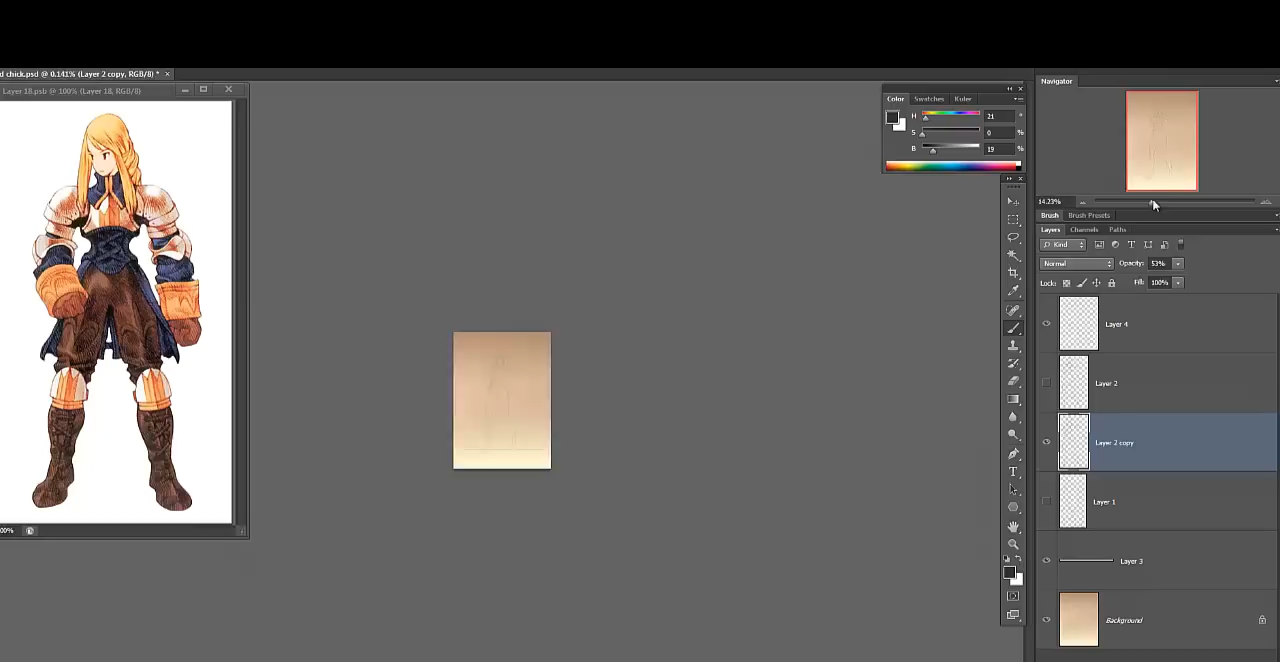 d chick.psd @ 0.141% (Layer 2 copy, RGB/8) *
Layer 18.psb @ 100% (Layer 18, RGB/8)
00%
Color Swatches Kuler
H 21 °
S 0 %
B 19 %
Navigator
14.23%
Brush Brush Presets
Layers Channels Paths
Kind
Normal Opacity: 53%
Lock: Fill: 100%
Layer 4
Layer 2
Layer 2 copy
Layer 1
Layer 3
Background